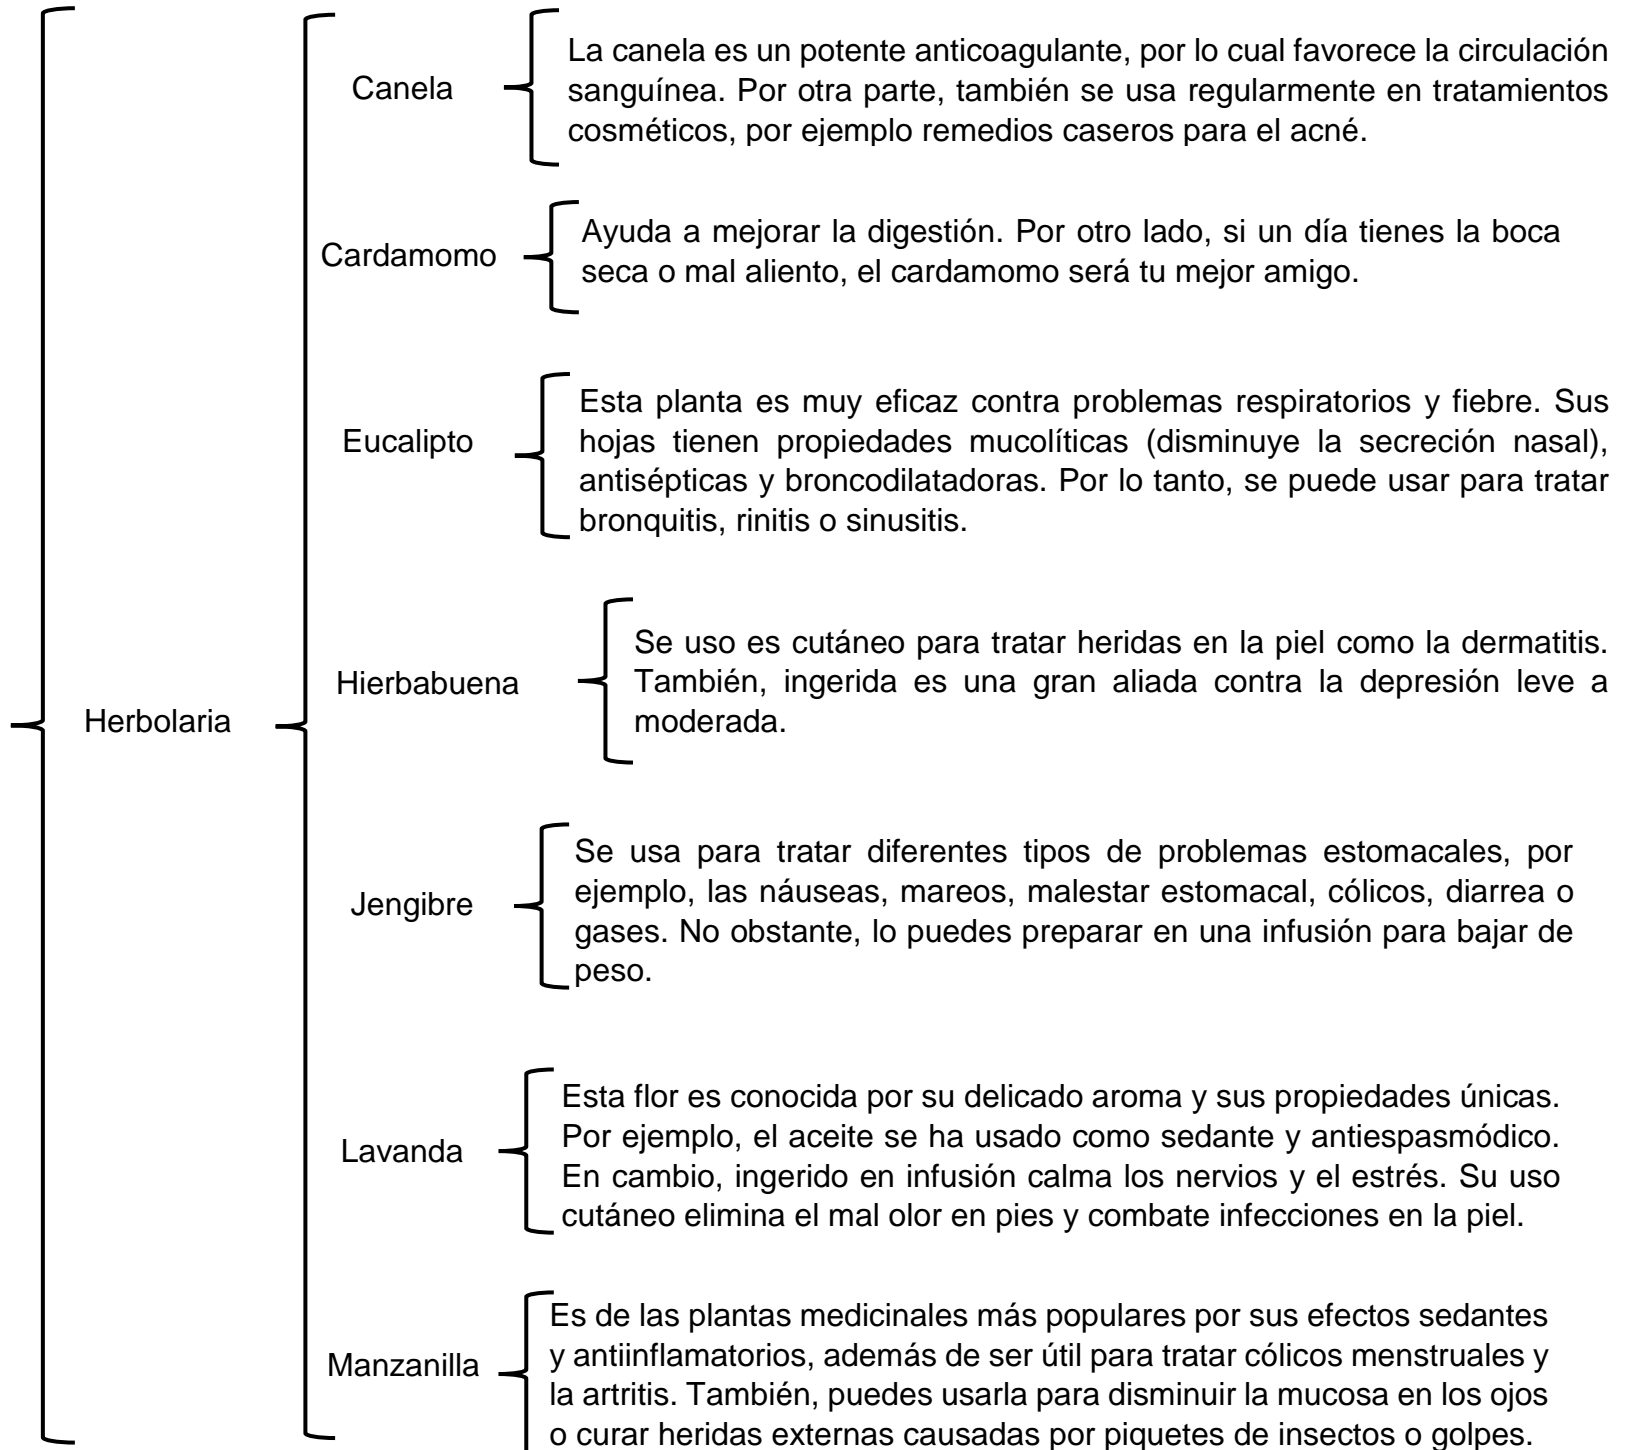 Herbolaria
Canela
La canela es un potente anticoagulante, por lo cual favorece la circulación
sanguínea. Por otra parte, también se usa regularmente en tratamientos
cosméticos, por ejemplo remedios caseros para el acné.
Cardamomo
Ayuda a mejorar la digestión. Por otro lado, si un día tienes la boca
seca o mal aliento, el cardamomo será tu mejor amigo.
Eucalipto
Esta planta es muy eficaz contra problemas respiratorios y fiebre. Sus
hojas tienen propiedades mucolíticas (disminuye la secreción nasal),
antisépticas y broncodilatadoras. Por lo tanto, se puede usar para tratar
bronquitis, rinitis o sinusitis.
Hierbabuena
Se uso es cutáneo para tratar heridas en la piel como la dermatitis.
También, ingerida es una gran aliada contra la depresión leve a
moderada.
Jengibre
Se usa para tratar diferentes tipos de problemas estomacales, por
ejemplo, las náuseas, mareos, malestar estomacal, cólicos, diarrea o
gases. No obstante, lo puedes preparar en una infusión para bajar de
peso.
Lavanda
Esta flor es conocida por su delicado aroma y sus propiedades únicas.
Por ejemplo, el aceite se ha usado como sedante y antiespasmódico.
En cambio, ingerido en infusión calma los nervios y el estrés. Su uso
cutáneo elimina el mal olor en pies y combate infecciones en la piel.
Manzanilla
Es de las plantas medicinales más populares por sus efectos sedantes
y antiinflamatorios, además de ser útil para tratar cólicos menstruales y
la artritis. También, puedes usarla para disminuir la mucosa en los ojos
o curar heridas externas causadas por piquetes de insectos o golpes.